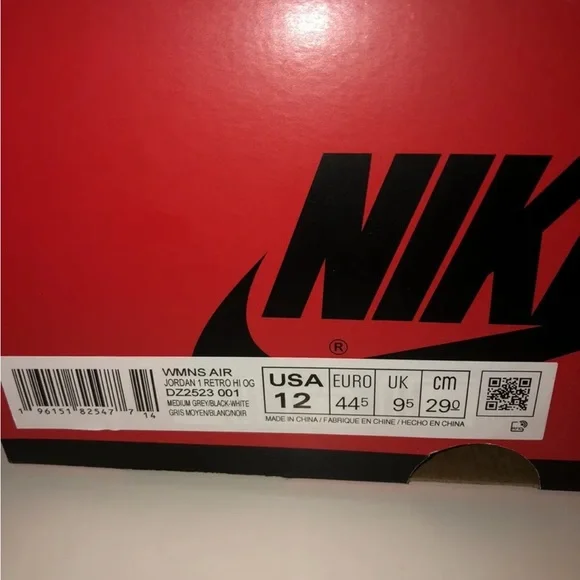 NIKE
®
WMNS AIR
JORDAN 1 RETRO HI OG
DZ2523 001
MEDIUM GREY/BLACK-WHITE
GRIS MOYEN/BLANC/NOIR
USA EURO UK cm
12 44.5 9.5 29.0
MADE IN CHINA / FABRIQUE EN CHINE / HECHO EN CHINA
1 96151 82547 7 14